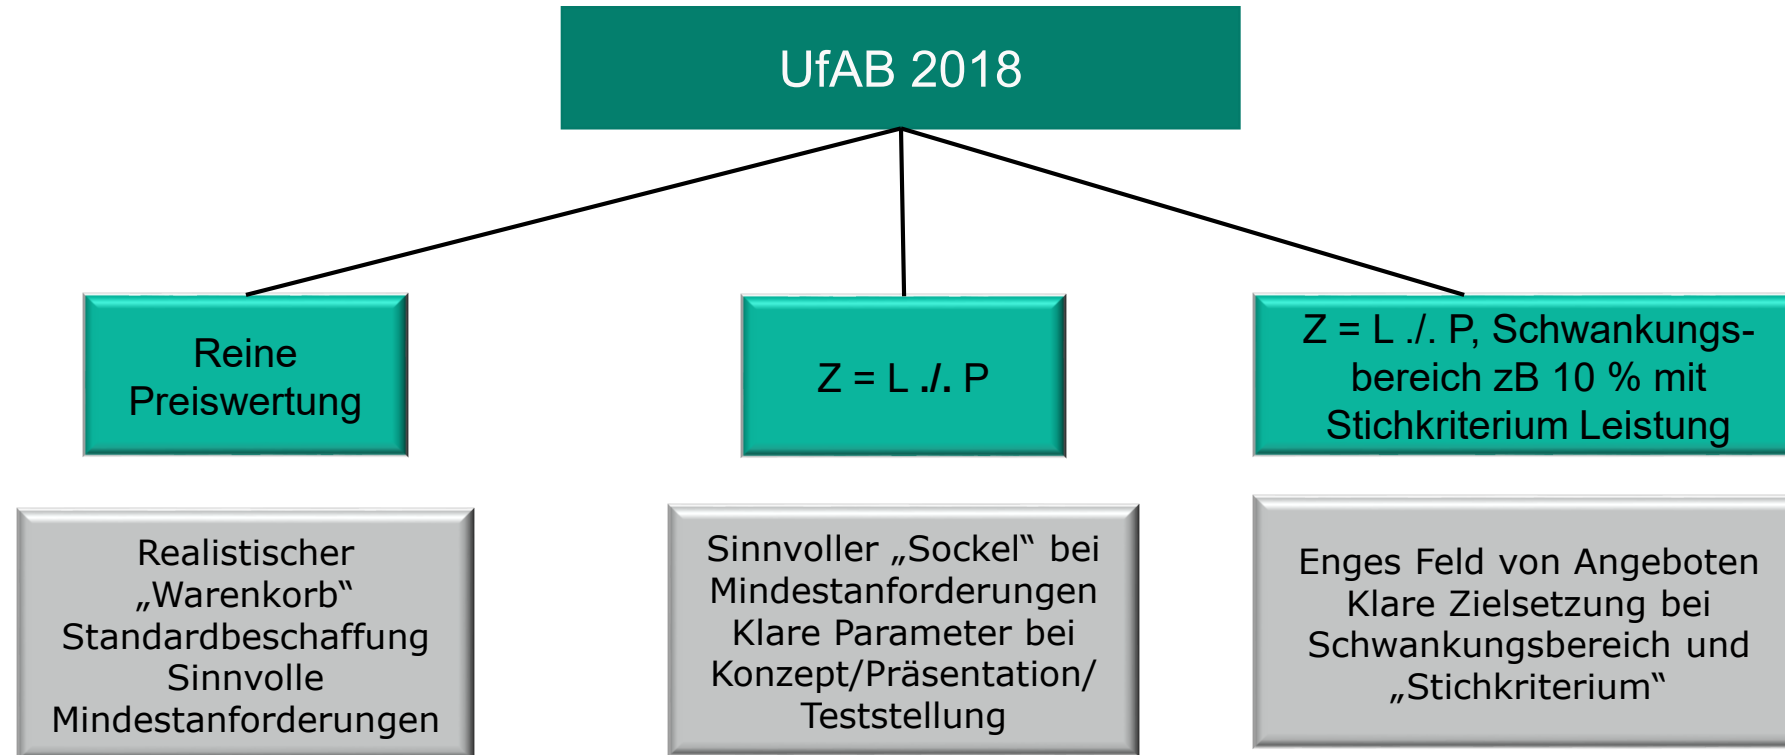 UfAB 2018
Reine
Preiswertung
Z = L ./. P
Z = L ./. P, Schwankungs-
bereich zB 10 % mit
Stichkriterium Leistung
Realistischer
„Warenkorb“
Standardbeschaffung
Sinnvolle
Mindestanforderungen
Sinnvoller „Sockel“ bei
Mindestanforderungen
Klare Parameter bei
Konzept/Präsentation/
Teststellung
Enges Feld von Angeboten
Klare Zielsetzung bei
Schwankungsbereich und
„Stichkriterium“